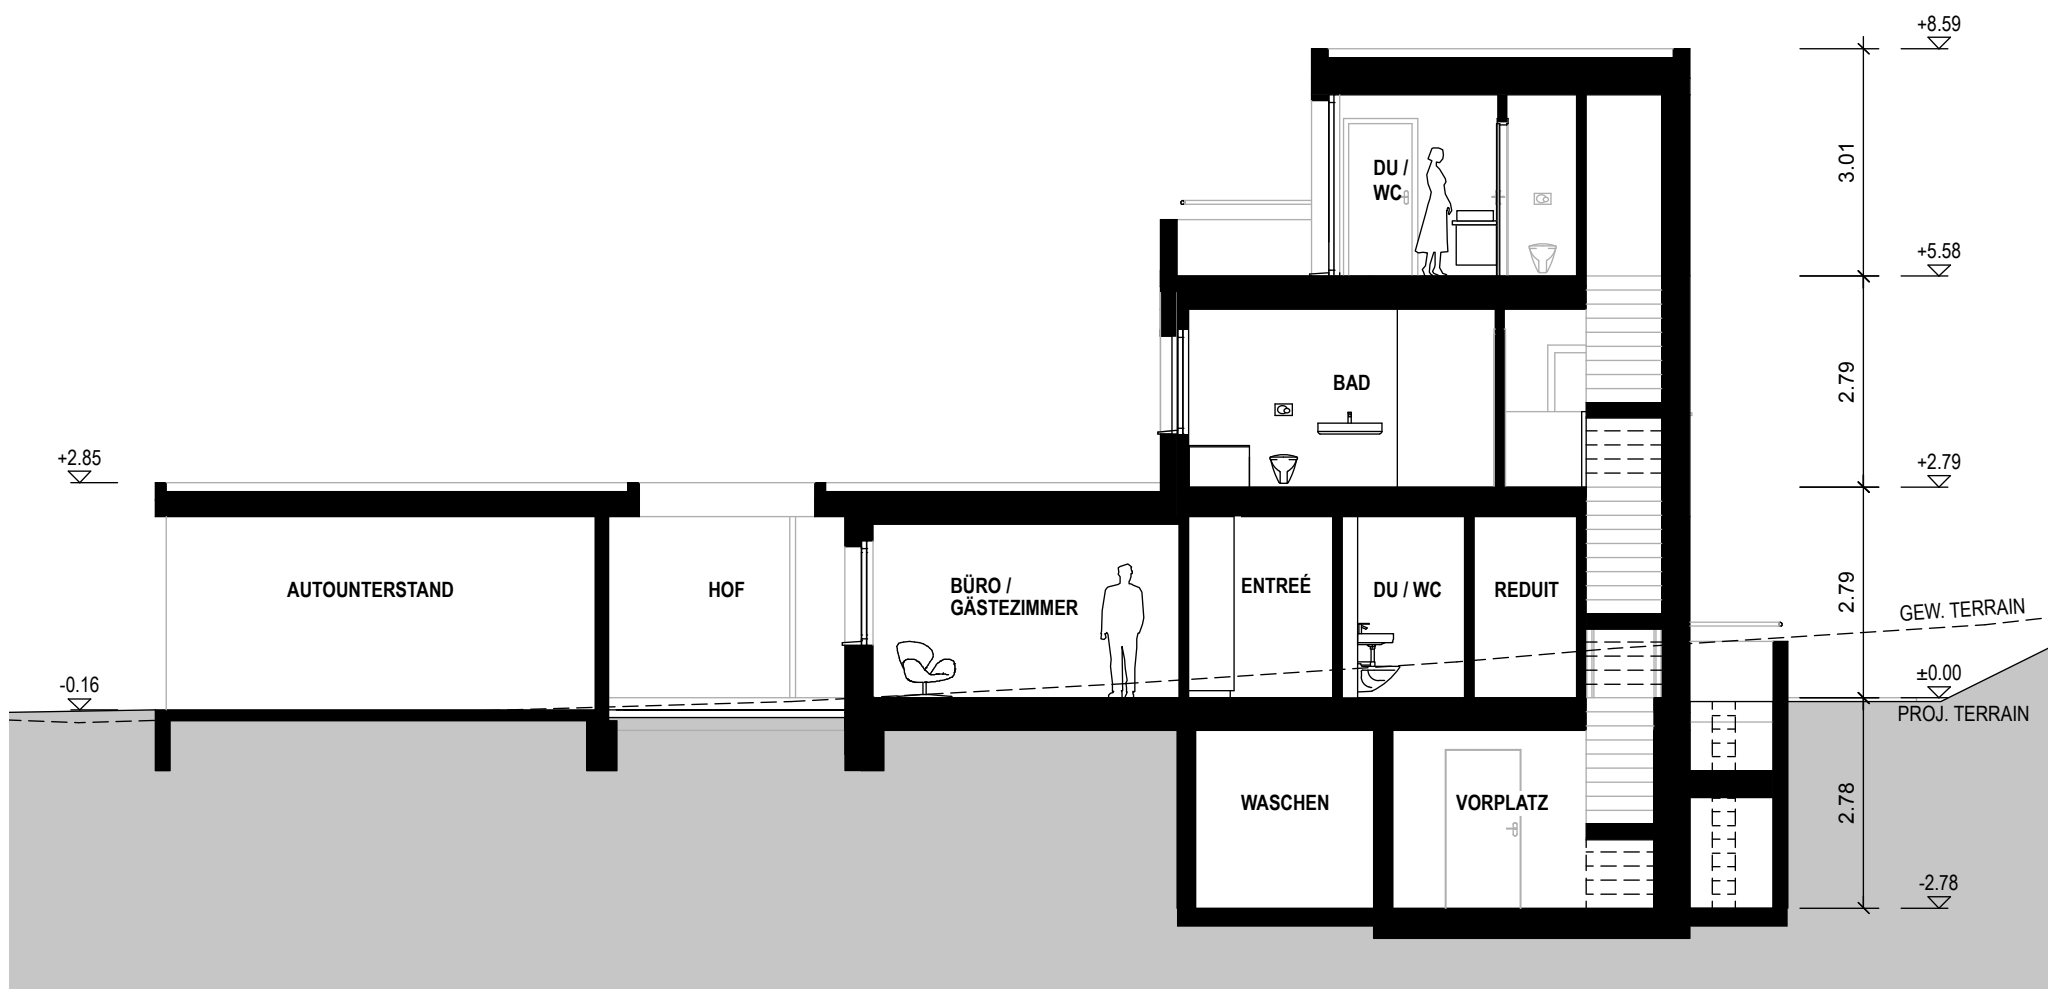 +8.59
3.01
DU /
WC
+5.58
2.79
BAD
+2.85
+2.79
AUTOUNTERSTAND
HOF
BÜRO /
GÄSTEZIMMER
ENTREÉ
DU / WC
REDUIT
2.79
GEW. TERRAIN
-0.16
±0.00
PROJ. TERRAIN
WASCHEN
VORPLATZ
2.78
-2.78